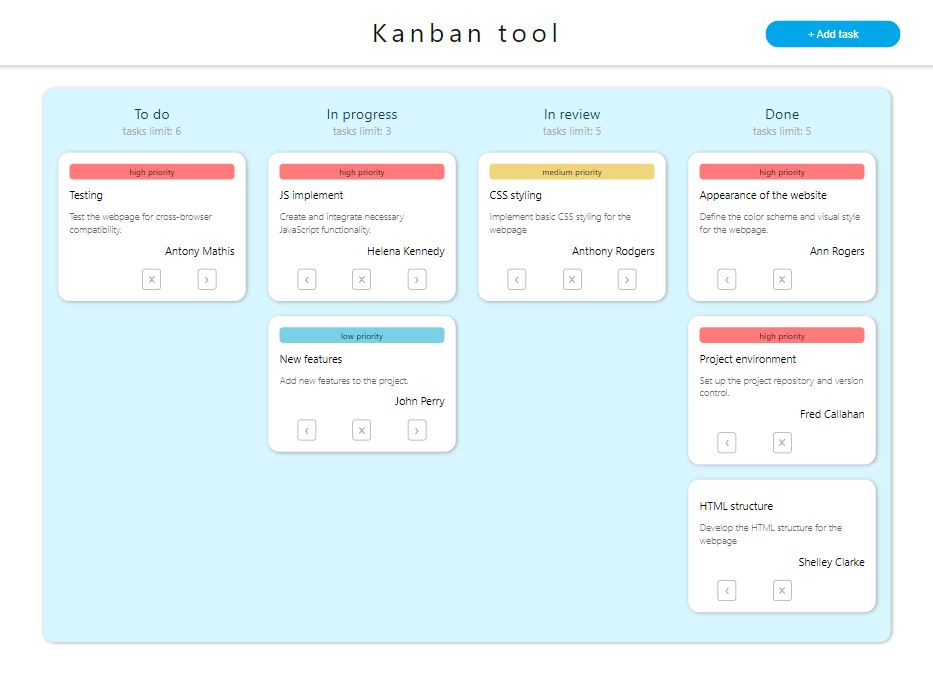 Kanban tool
+ Add task
To do
tasks limit: 6
high priority
Testing
Test the webpage for cross-browser
compatibility.
Antony Mathis
X
›
In progress
tasks limit: 3
high priority
JS implement
Create and integrate necessary
JavaScript functionality.
Helena Kennedy
‹
X
›
low priority
New features
Add new features to the project.
John Perry
‹
X
›
In review
tasks limit: 5
medium priority
CSS styling
Implement basic CSS styling for the
webpage
Anthony Rodgers
‹
X
›
Done
tasks limit: 5
high priority
Appearance of the website
Define the color scheme and visual style
for the webpage.
Ann Rogers
‹
X
high priority
Project environment
Set up the project repository and version
control.
Fred Callahan
‹
X
HTML structure
Develop the HTML structure for the
webpage
Shelley Clarke
‹
X